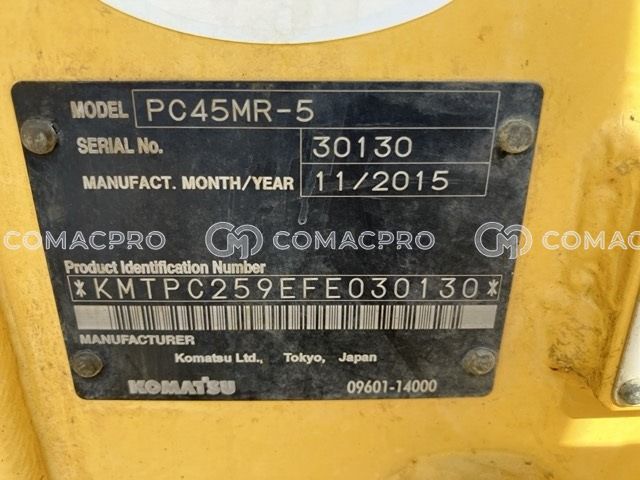 MODEL PC45MR-5
SERIAL No. 30130
MANUFACT. MONTH/YEAR 11/2015
COMACPRO COMACPRO COMACPRO
Product Identification Number
*KMTPC259EFE030130*
MANUFACTURER
Komatsu Ltd., Tokyo, Japan
KOMATSU 09601-14000